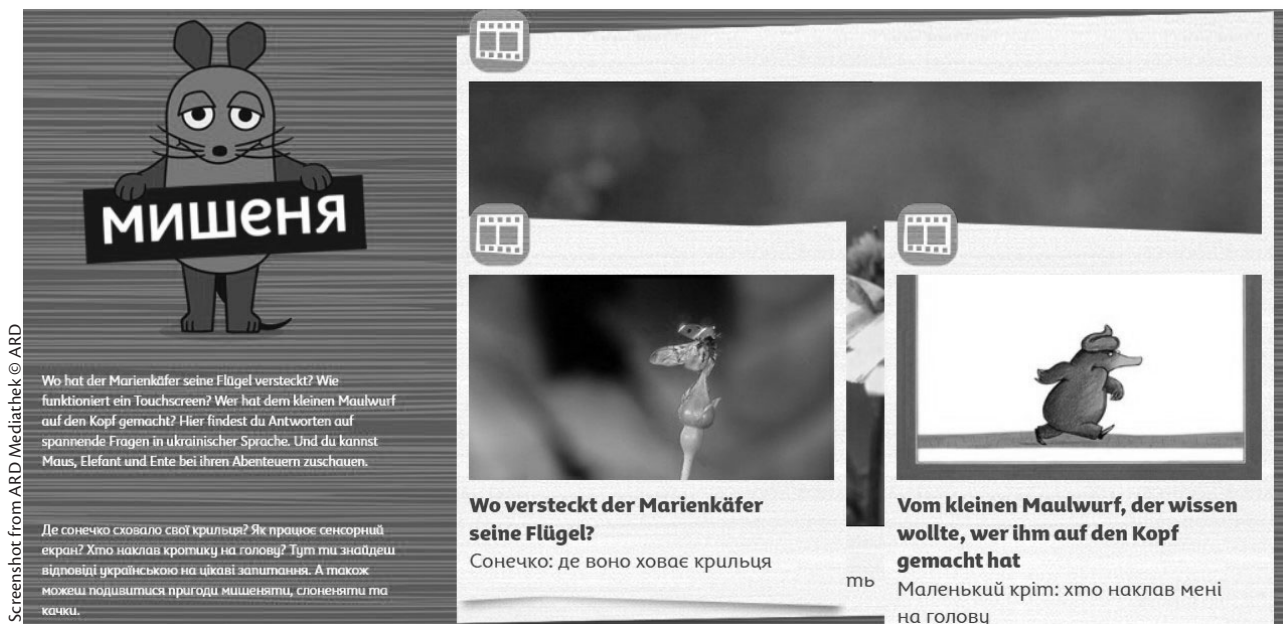 мишеня
Wo hat der Marienkäfer seine Flügel versteckt? Wie
funktioniert ein Touchscreen? Wer hat dem kleinen Maulwurf
auf den Kopf gemacht? Hier findest du Antworten auf
spannende Fragen in ukrainischer Sprache. Und du kannst
Maus, Elefant und Ente bei ihren Abenteuern zuschauen.
Де сонечко сховало свої крильця? Як працює сенсорний
екран? Хто наклав кротику на голову? Тут ти знайдеш
відповіді українською на цікаві запитання. А також
можеш подивитися пригоди мишеняти, слоненяти та
качки.
Wo versteckt der Marienkäfer
seine Flügel?
Сонечко: де воно ховає крильця
ть
Vom kleinen Maulwurf, der wissen
wollte, wer ihm auf den Kopf
gemacht hat
Маленький кріт: хто наклав мені
на голову
Screenshot from ARD Mediathek © ARD